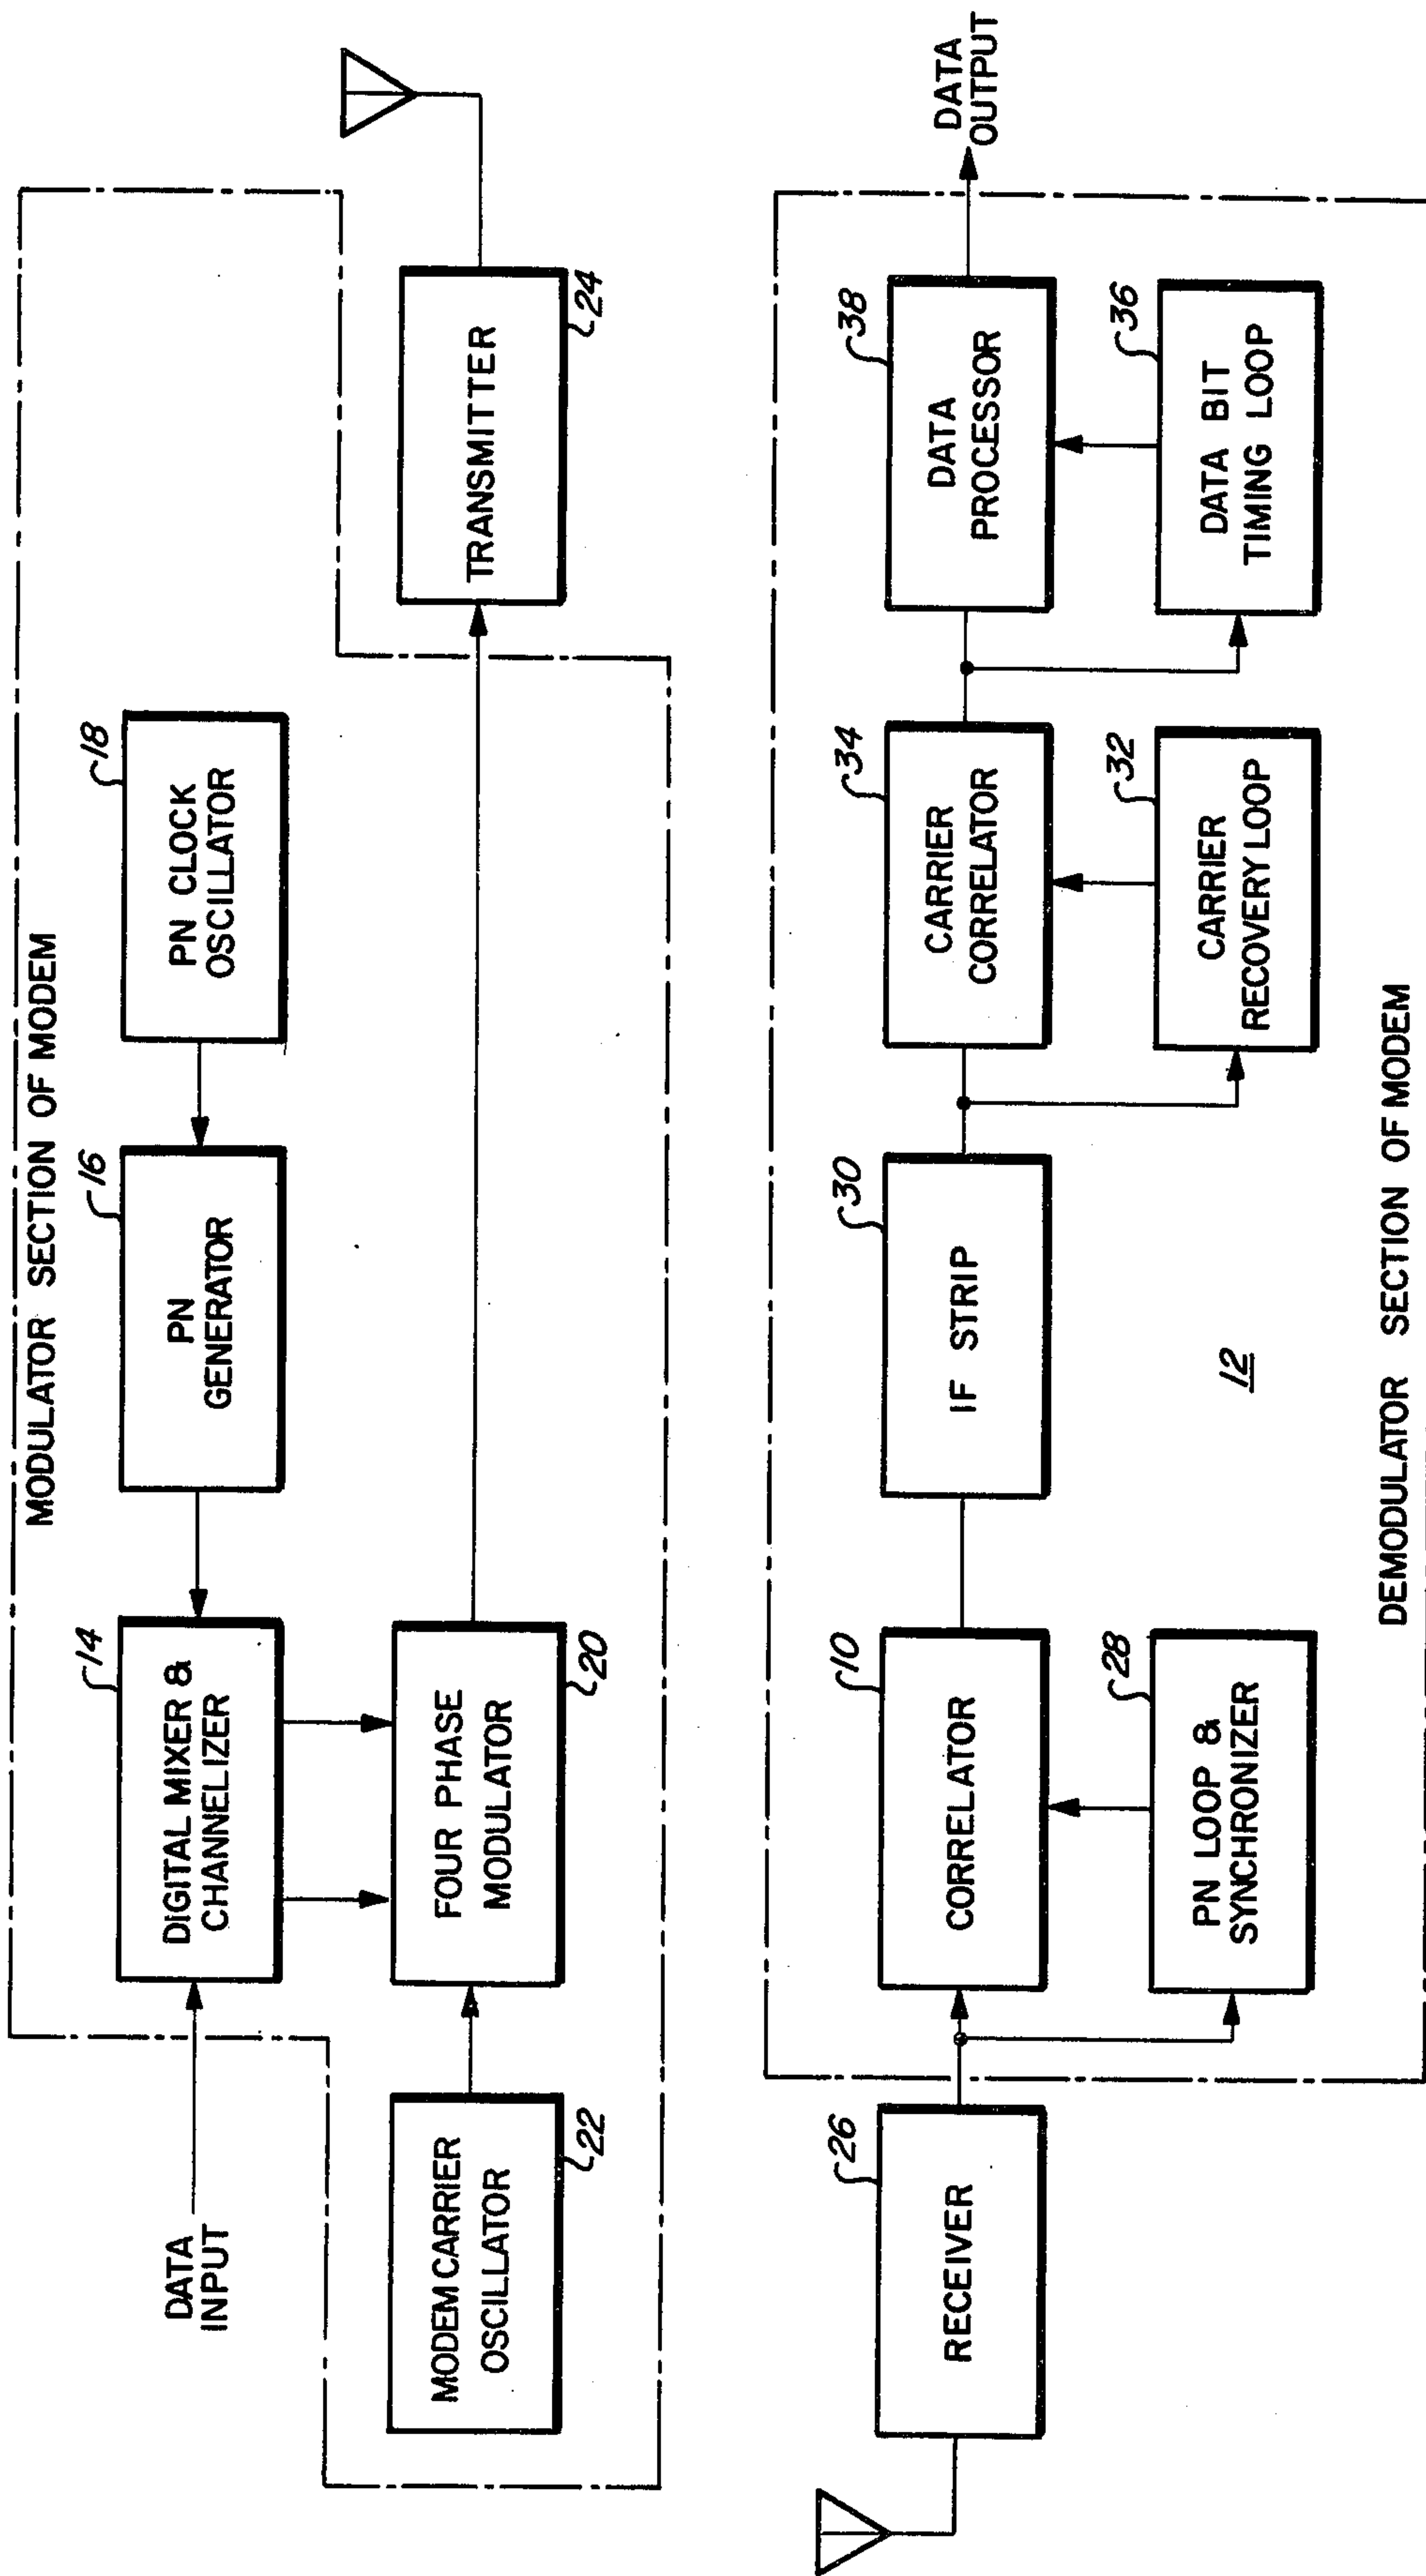 MODULATOR SECTION OF MODEM
DATA
INPUT
14
DIGITAL MIXER &
CHANNELIZER
16
PN
GENERATOR
18
PN CLOCK
OSCILLATOR
MODEM CARRIER
OSCILLATOR
22
FOUR PHASE
MODULATOR
20
TRANSMITTER
24
26
RECEIVER
10
CORRELATOR
28
PN LOOP &
SYNCHRONIZER
30
IF STRIP
34
CARRIER
CORRELATOR
32
CARRIER
RECOVERY LOOP
38
DATA
PROCESSOR
36
DATA BIT
TIMING LOOP
DATA
OUTPUT
12
DEMODULATOR SECTION OF MODEM